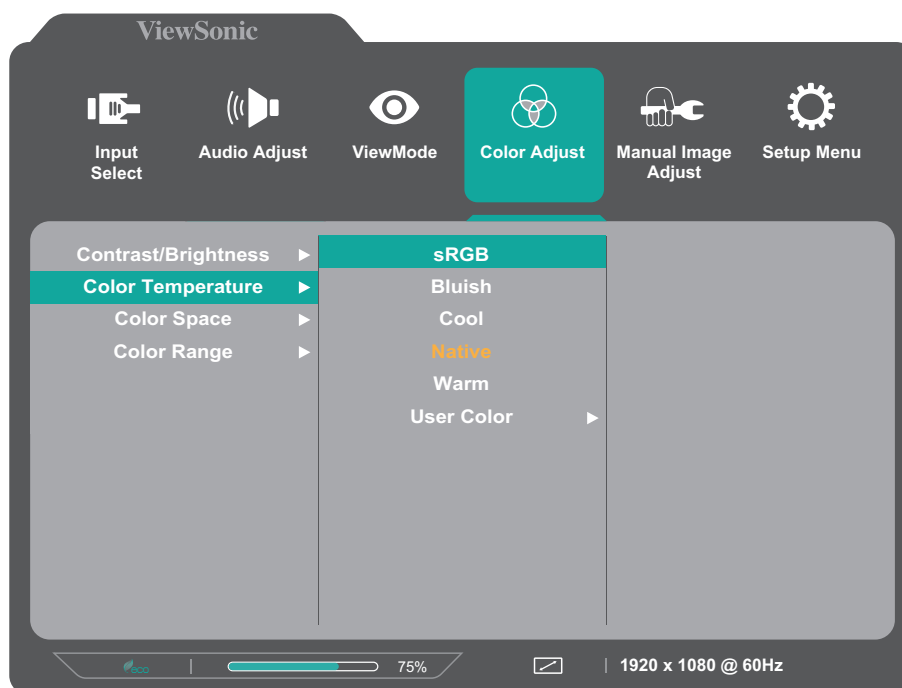 ViewSonic
Input
Select
Audio Adjust
ViewMode
Color Adjust
Manual Image
Adjust
Setup Menu
Contrast/Brightness
Color Temperature
Color Space
Color Range
sRGB
Bluish
Cool
Native
Warm
User Color
eco
75%
1920 x 1080 @ 60Hz